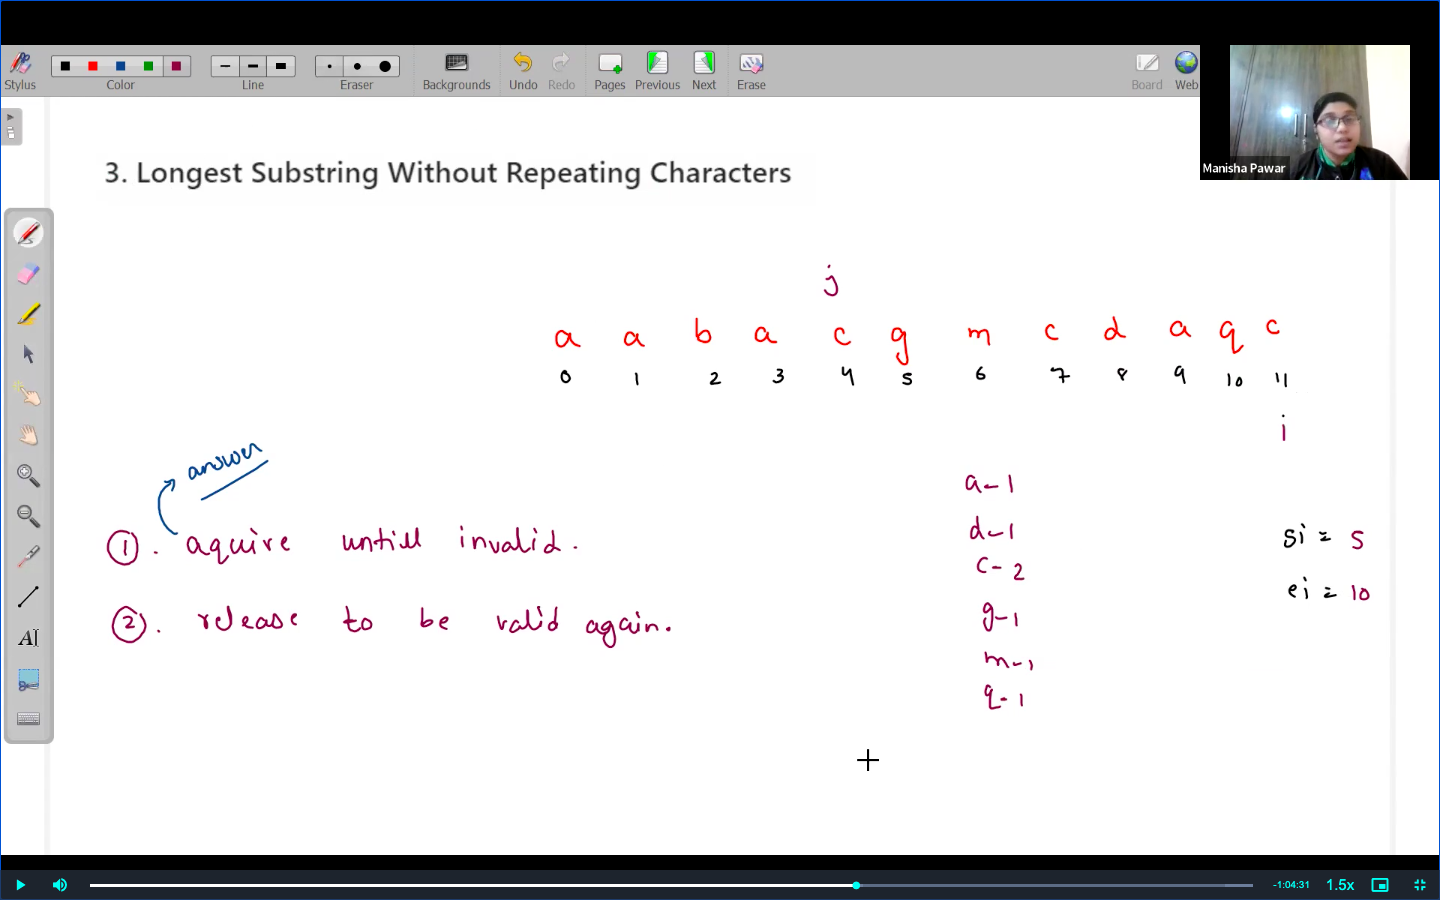 Stylus
Color
Line
Eraser
Backgrounds
Undo
Redo
Pages
Previous
Next
Erase
Board
Web
Manisha Pawar
3. Longest Substring Without Repeating Characters
j
a a b a c g m c d a q c
0 1 2 3 4 5 6 7 8 9 10 11
i
answer
1. aquire untill invalid.
2. release to be valid again.
a-1
d-1
c-2
g-1
m-1
q-1
si = 5
ei = 10
AI
-1:04:31
1.5x